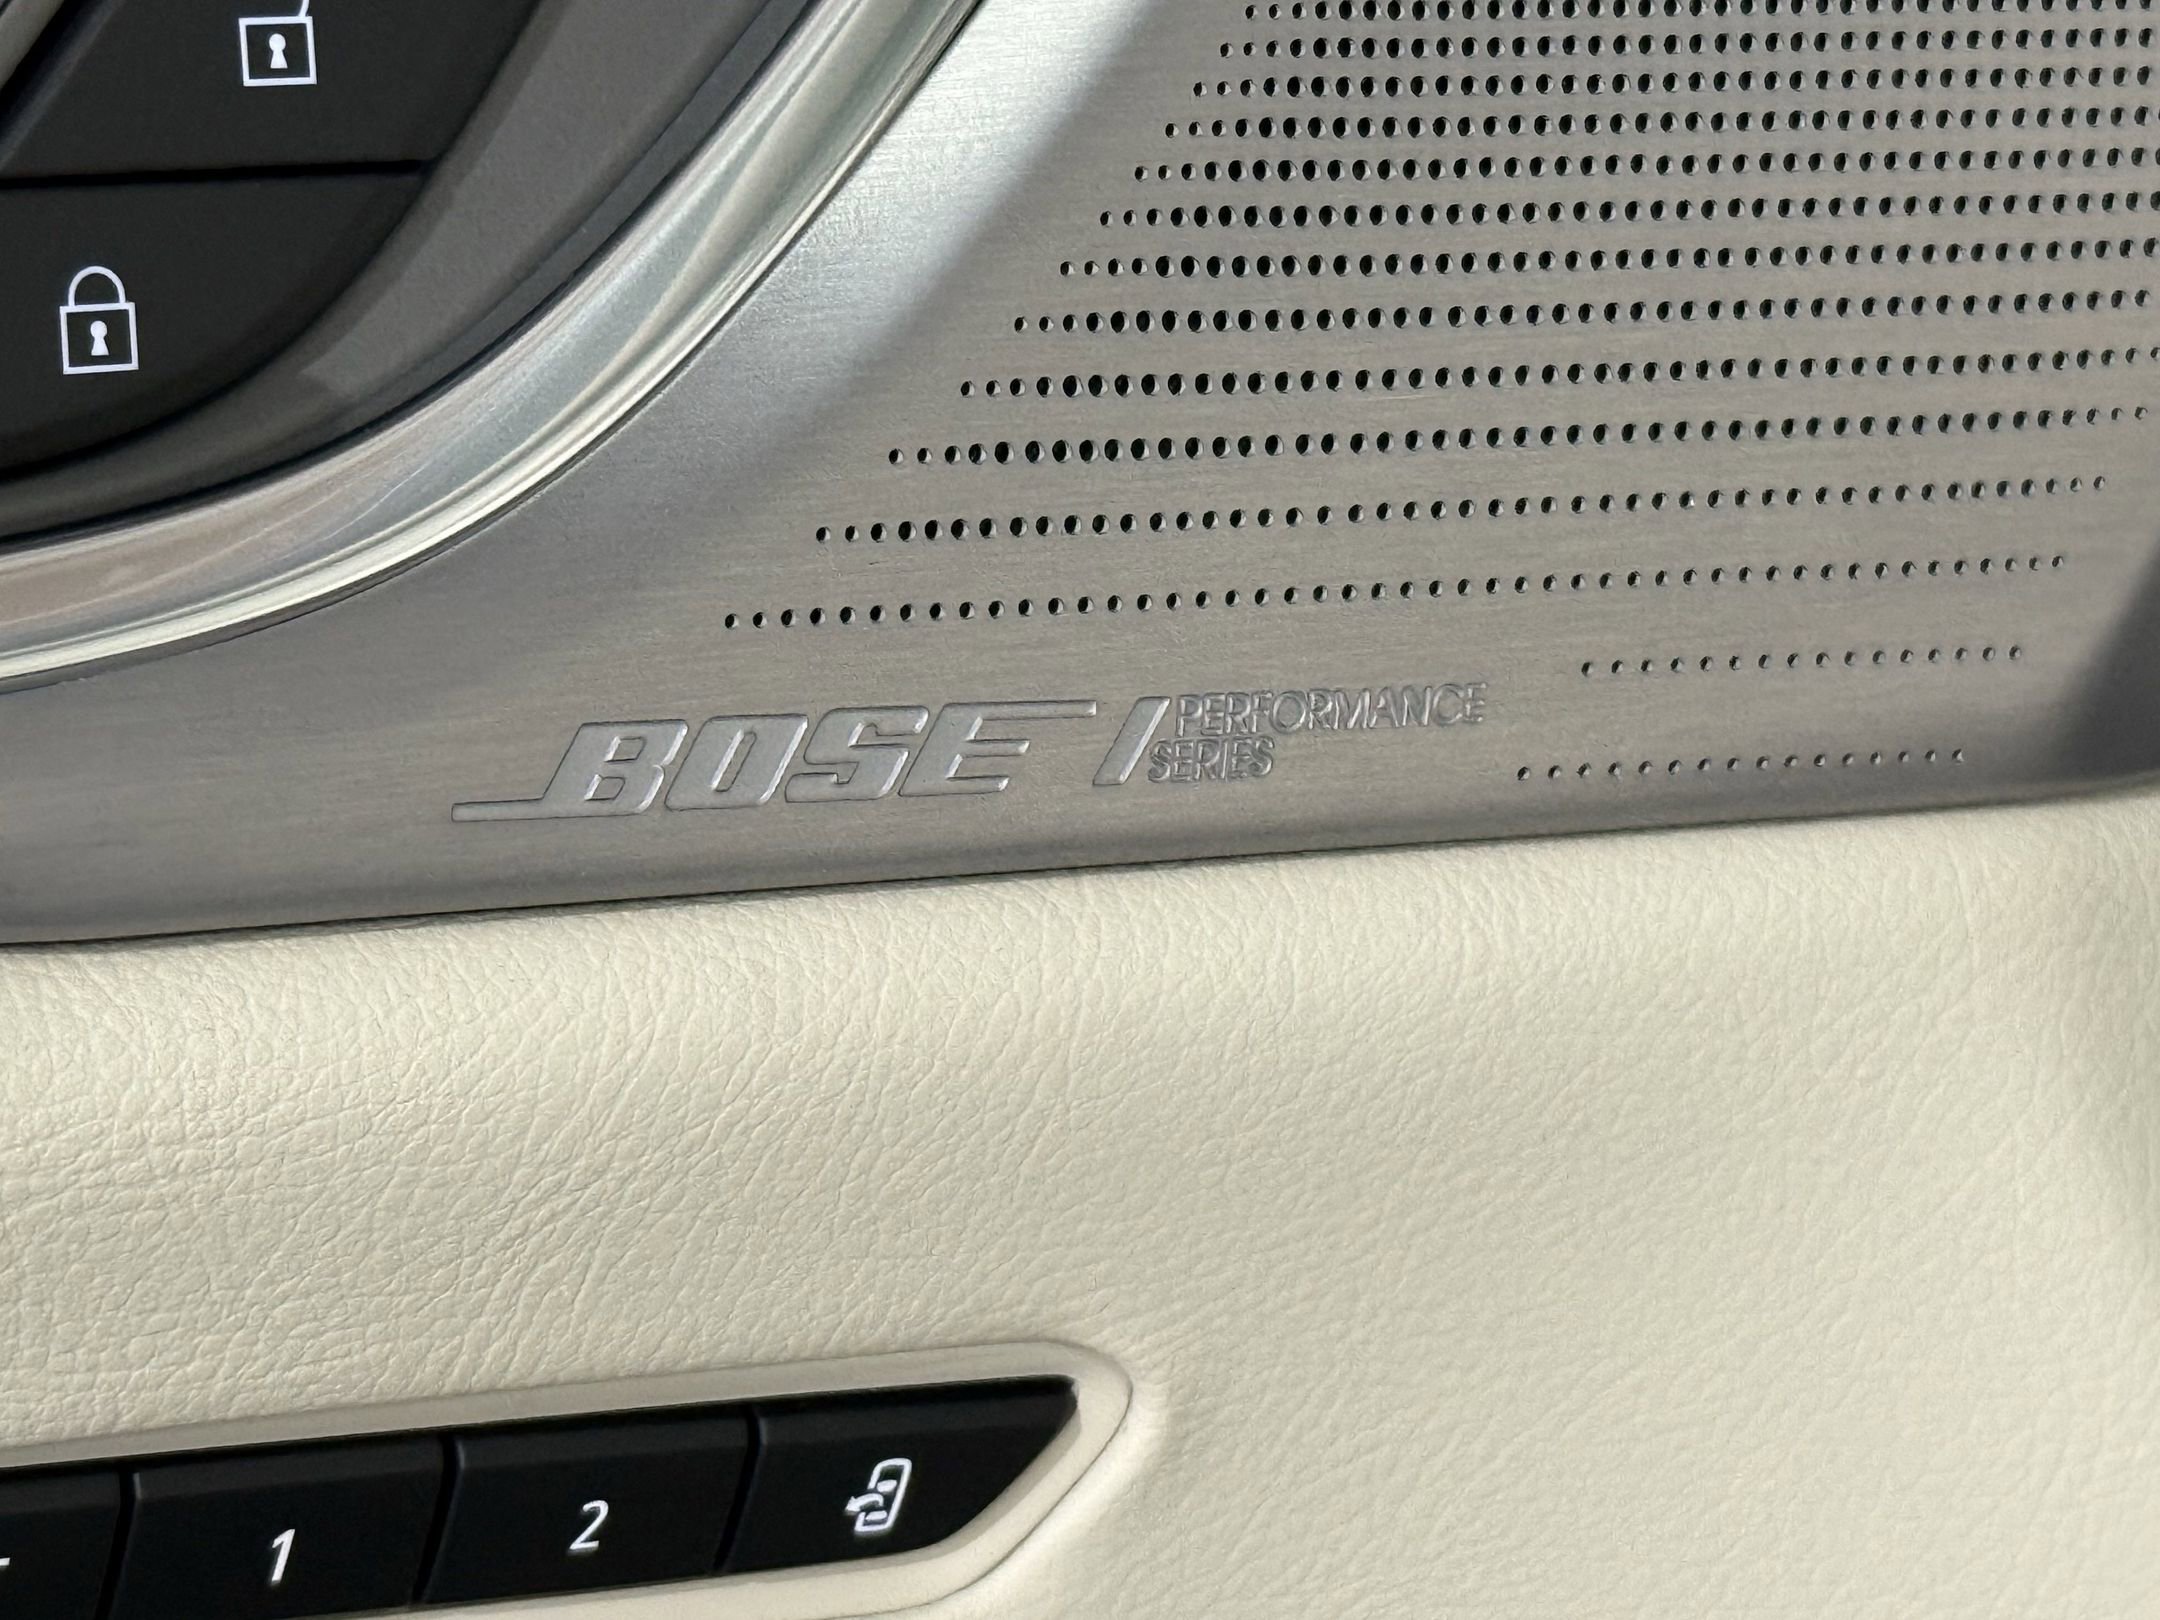 BOSE PERFORMANCE
SERIES
1 2